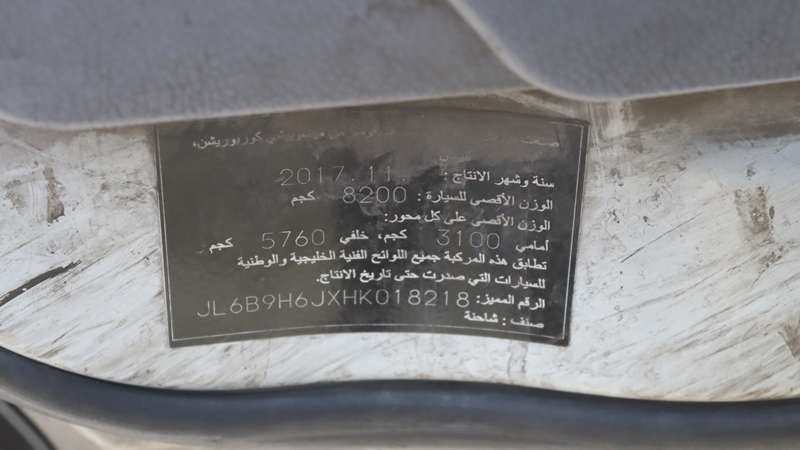 كوربوريشن،
سنة وشهر الانتاج : 2017.11.
الوزن الأقصى للسيارة : 8200 كجم
الوزن الأقصى على كل محور:
أمامي 3100 كجم، خلفي 5760 كجم
تطابق هذه المركبة جميع اللوائح الفنية الخليجية والوطنية
للسيارات التي صدرت حتى تاريخ الانتاج.
الرقم المميز: JL6B9H6JXHK018218
صنف : شاحنة